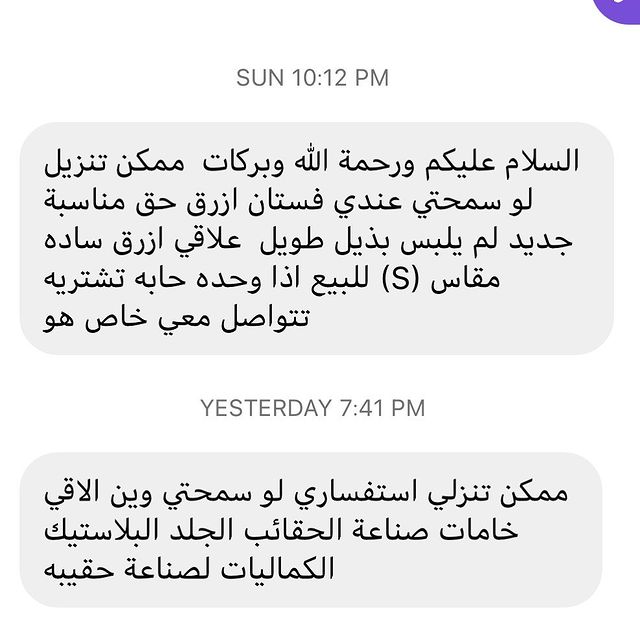 SUN 10:12 PM
السلام عليكم ورحمة الله وبركات ممكن تنزيل
لو سمحتي عندي فستان ازرق حق مناسبة
جديد لم يلبس بذيل طويل علاقي ازرق ساده
مقاس (S) للبيع اذا وحده حابه تشتريه
تتواصل معي خاص هو
YESTERDAY 7:41 PM
ممكن تنزلي استفساري لو سمحتي وين الاقي
خامات صناعة الحقائب الجلد البلاستيك
الكماليات لصناعة حقيبه